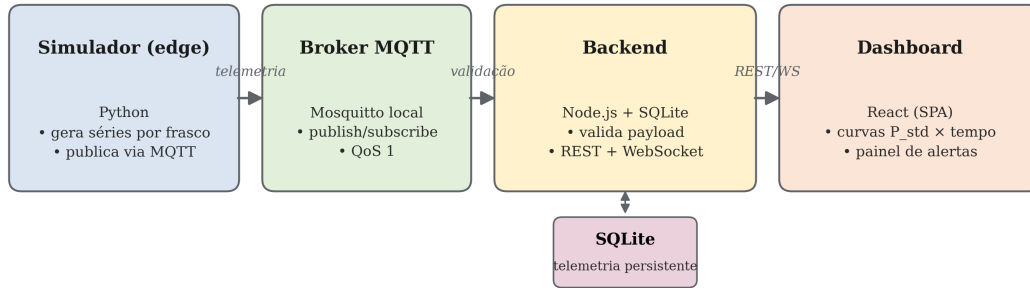 Simulador (edge)
Python
• gera séries por frasco
• publica via MQTT
telemetria
Broker MQTT
Mosquitto local
• publish/subscribe
• QoS 1
validação
Backend
Node.js + SQLite
• valida payload
• REST + WebSocket
REST/WS
Dashboard
React (SPA)
• curvas P_std × tempo
• painel de alertas
SQLite
telemetria persistente